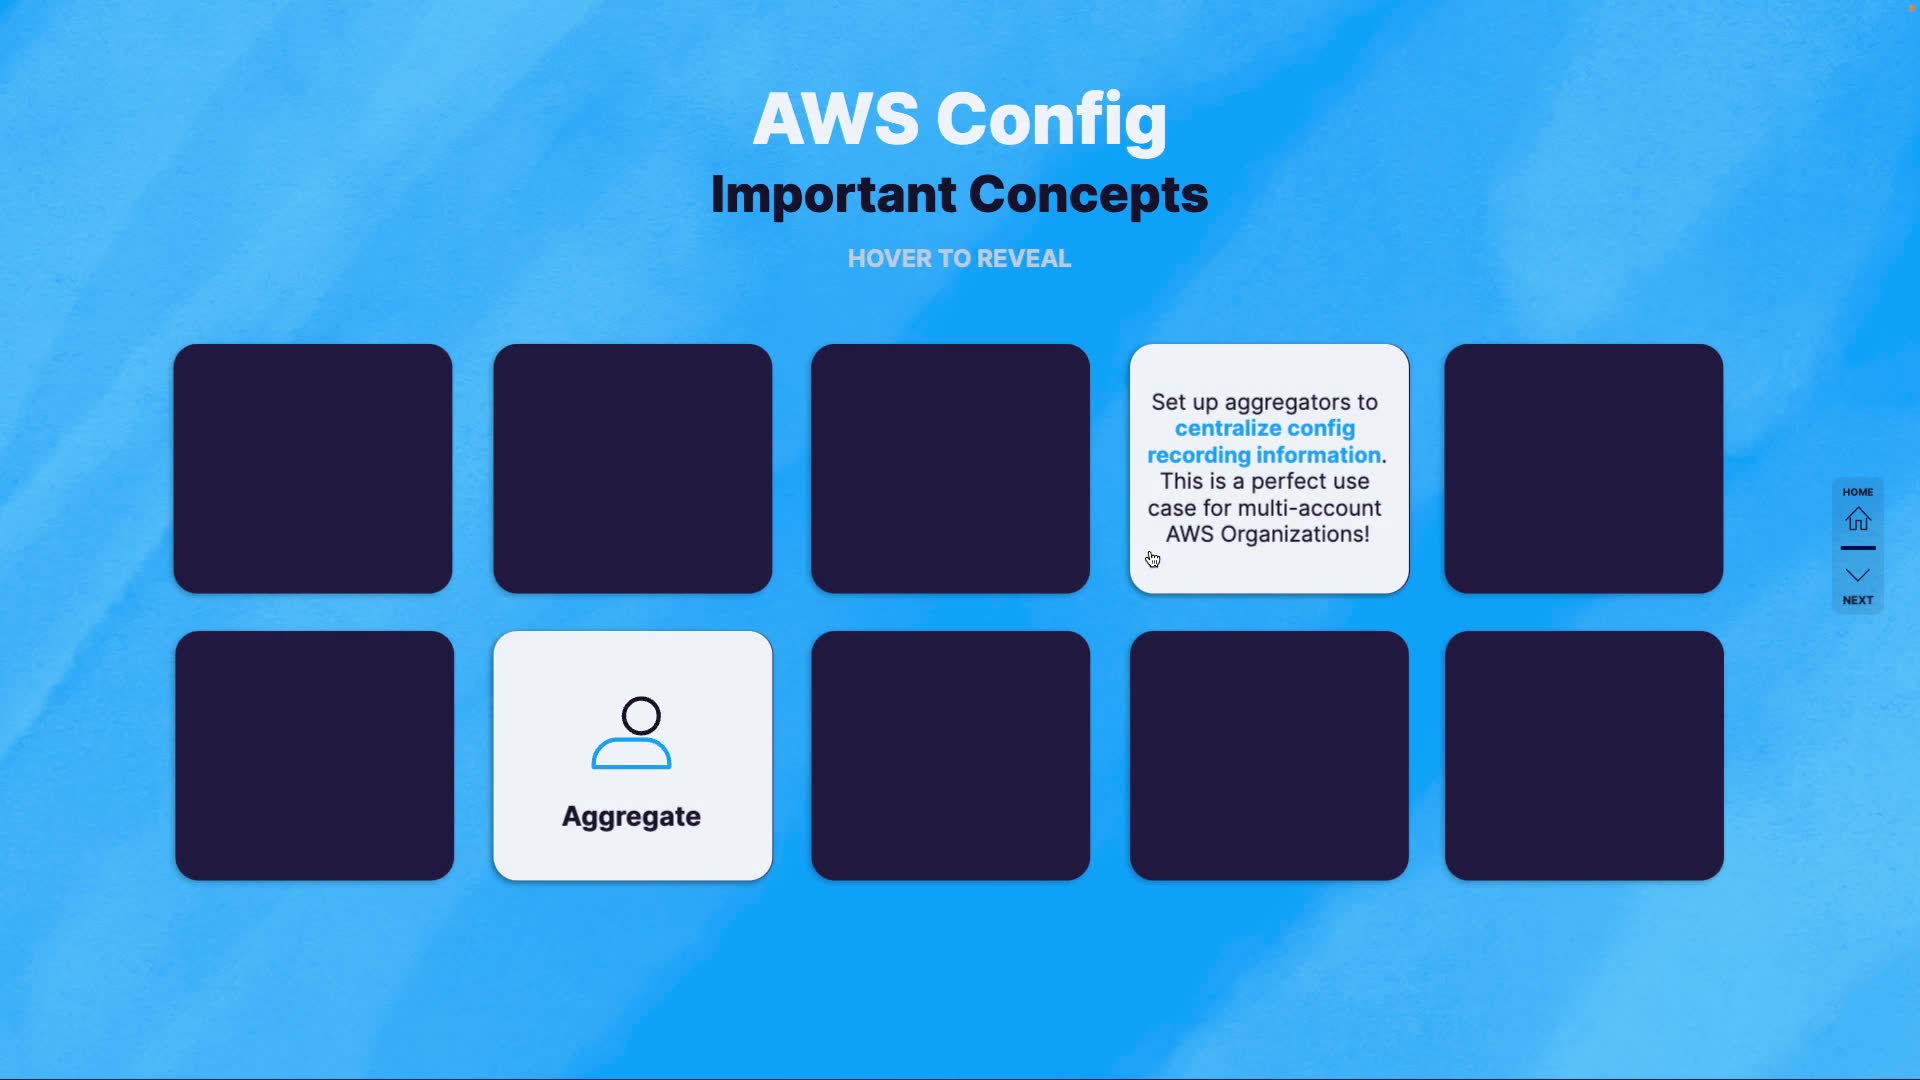 AWS Config
Important Concepts
HOVER TO REVEAL
Set up aggregators to
centralize config
recording information.
This is a perfect use
case for multi-account
AWS Organizations!
HOME
NEXT
Aggregate